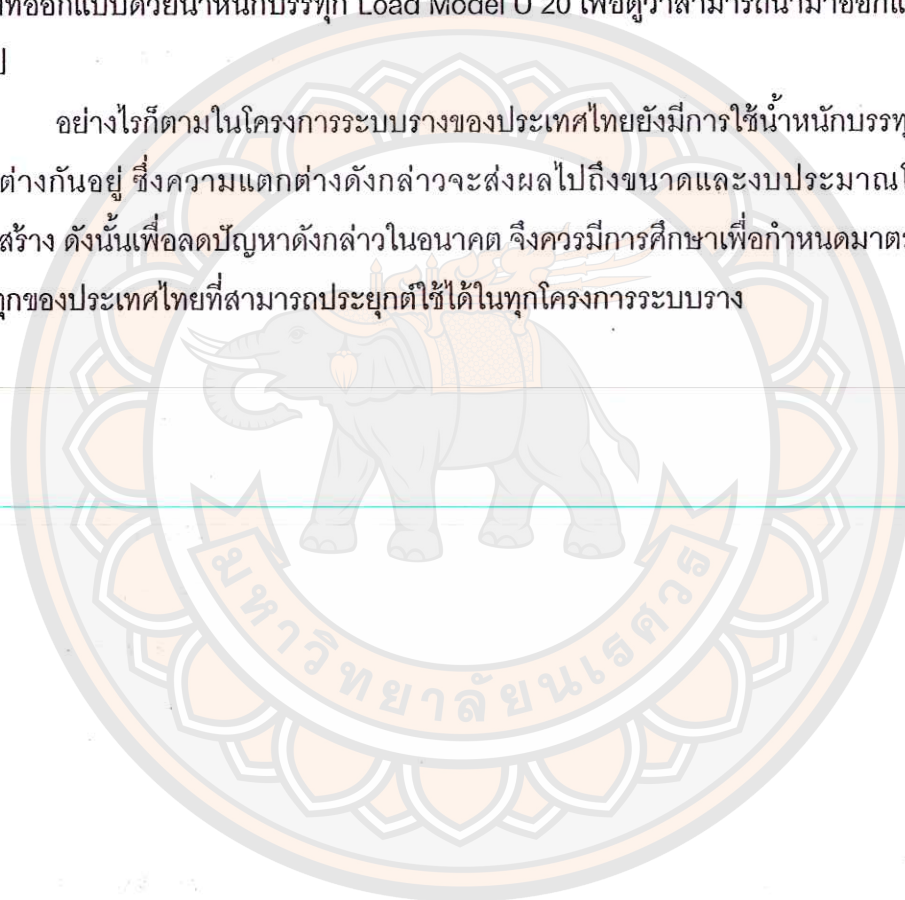 ที่ออกแบบด้วยน้ำหนักบรรทุก Load Model U 20 เพื่อดูว่าสามารถนำมาออกแ
ป
อย่างไรก็ตามในโครงการระบบรางของประเทศไทยยังมีการใช้น้ำหนักบรรทุ
ต่างกันอยู่ ซึ่งความแตกต่างดังกล่าวจะส่งผลไปถึงขนาดและงบประมาณโ
สร้าง ดังนั้นเพื่อลดปัญหาดังกล่าวในอนาคต จึงควรมีการศึกษาเพื่อกำหนดมาตร
ทุกของประเทศไทยที่สามารถประยุกต์ใช้ได้ในทุกโครงการระบบราง
มหาวิทยาลัยนเรศวร